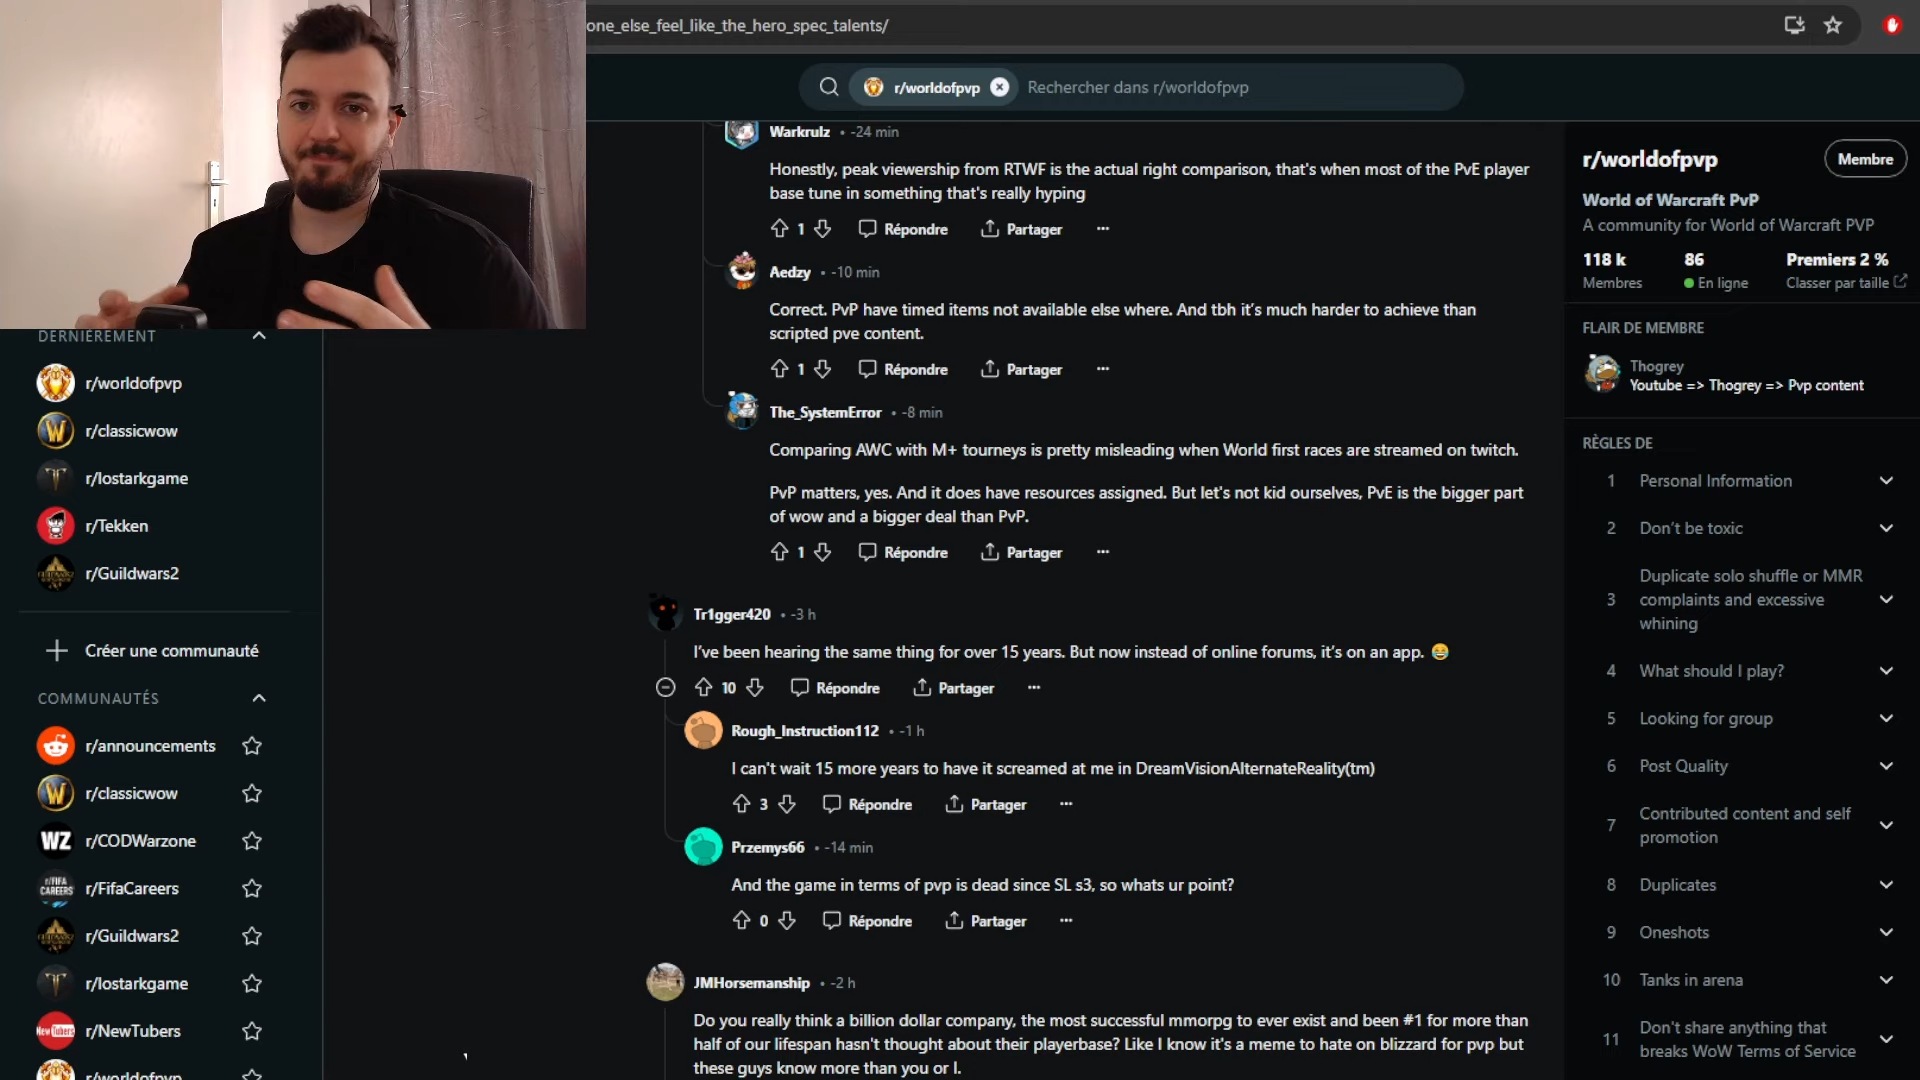 one_else_feel_like_the_hero_spec_talents/
r/worldofpvp
Rechercher dans r/worldofpvp
DERNIÈREMENT
r/worldofpvp
r/classicwow
r/lostarkgame
r/Tekken
r/Guildwars2
Créer une communauté
COMMUNAUTÉS
r/announcements
r/classicwow
WZ
r/CODWarzone
r/FIFA
CAREERS
r/FifaCareers
r/Guildwars2
r/lostarkgame
New Tubers
r/NewTubers
r/worldofpvp
Warkrulz • -24 min
Honestly, peak viewership from RTWF is the actual right comparison, that's when most of the PvE player
base tune in something that's really hyping
1 Répondre Partager ...
Aedzy • -10 min
Correct. PvP have timed items not available else where. And tbh it's much harder to achieve than
scripted pve content.
1 Répondre Partager ...
The_SystemError • -8 min
Comparing AWC with M+ tourneys is pretty misleading when World first races are streamed on twitch.
PvP matters, yes. And it does have resources assigned. But let's not kid ourselves, PvE is the bigger part
of wow and a bigger deal than PvP.
1 Répondre Partager ...
Tr1gger420 • -3 h
I've been hearing the same thing for over 15 years. But now instead of online forums, it's on an app. 😂
10 Répondre Partager ...
Rough_Instruction112 • -1 h
I can't wait 15 more years to have it screamed at me in DreamVisionAlternateReality(tm)
3 Répondre Partager ...
Przemys66 • -14 min
And the game in terms of pvp is dead since SL s3, so whats ur point?
0 Répondre Partager ...
JMHorsemanship • -2 h
Do you really think a billion dollar company, the most successful mmorpg to ever exist and been #1 for more than
half of our lifespan hasn't thought about their playerbase? Like I know it's a meme to hate on blizzard for pvp but
these guys know more than you or I.
r/worldofpvp
Membre
World of Warcraft PvP
A community for World of Warcraft PVP
118 k 86 Premiers 2 %
Membres En ligne Classer par taille
FLAIR DE MEMBRE
Thogrey
Youtube => Thogrey => Pvp content
RÈGLES DE
1 Personal Information
2 Don't be toxic
3 Duplicate solo shuffle or MMR
complaints and excessive
whining
4 What should I play?
5 Looking for group
6 Post Quality
7 Contributed content and self
promotion
8 Duplicates
9 Oneshots
10 Tanks in arena
11 Don't share anything that
breaks WoW Terms of Service